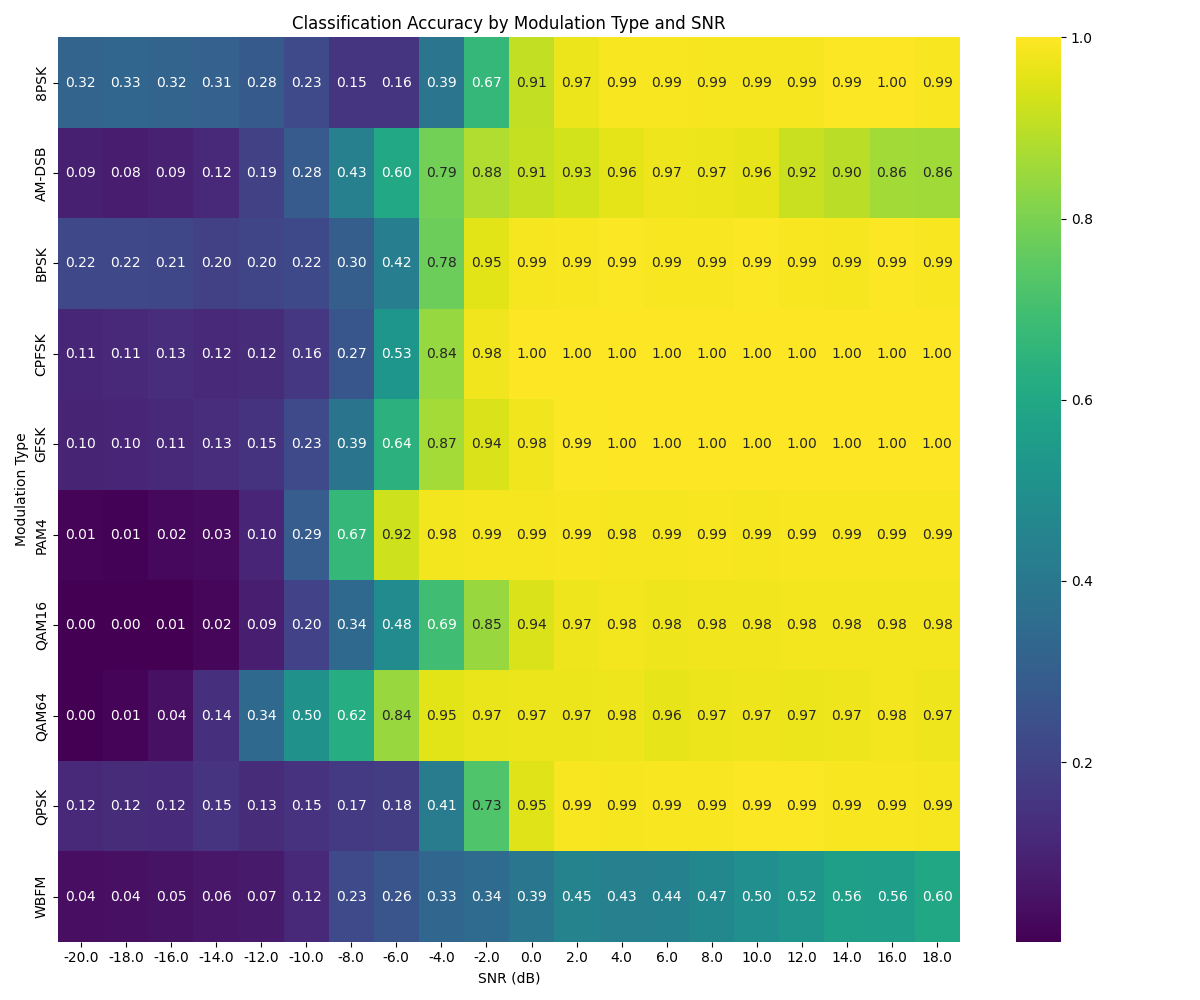 Classification Accuracy by Modulation Type and SNR
Modulation Type
8PSK 0.32 0.33 0.32 0.31 0.28 0.23 0.15 0.16 0.39 0.67 0.91 0.97 0.99 0.99 0.99 0.99 0.99 0.99 1.00 0.99
AM-DSB 0.09 0.08 0.09 0.12 0.19 0.28 0.43 0.60 0.79 0.88 0.91 0.93 0.96 0.97 0.97 0.96 0.92 0.90 0.86 0.86
BPSK 0.22 0.22 0.21 0.20 0.20 0.22 0.30 0.42 0.78 0.95 0.99 0.99 0.99 0.99 0.99 0.99 0.99 0.99 0.99 0.99
CPFSK 0.11 0.11 0.13 0.12 0.12 0.16 0.27 0.53 0.84 0.98 1.00 1.00 1.00 1.00 1.00 1.00 1.00 1.00 1.00 1.00
GFSK 0.10 0.10 0.11 0.13 0.15 0.23 0.39 0.64 0.87 0.94 0.98 0.99 1.00 1.00 1.00 1.00 1.00 1.00 1.00 1.00
PAM4 0.01 0.01 0.02 0.03 0.10 0.29 0.67 0.92 0.98 0.99 0.99 0.99 0.98 0.99 0.99 0.99 0.99 0.99 0.99 0.99
QAM16 0.00 0.00 0.01 0.02 0.09 0.20 0.34 0.48 0.69 0.85 0.94 0.97 0.98 0.98 0.98 0.98 0.98 0.98 0.98 0.98
QAM64 0.00 0.01 0.04 0.14 0.34 0.50 0.62 0.84 0.95 0.97 0.97 0.97 0.98 0.96 0.97 0.97 0.97 0.97 0.98 0.97
QPSK 0.12 0.12 0.12 0.15 0.13 0.15 0.17 0.18 0.41 0.73 0.95 0.99 0.99 0.99 0.99 0.99 0.99 0.99 0.99 0.99
WBFM 0.04 0.04 0.05 0.06 0.07 0.12 0.23 0.26 0.33 0.34 0.39 0.45 0.43 0.44 0.47 0.50 0.52 0.56 0.56 0.60
-20.0 -18.0 -16.0 -14.0 -12.0 -10.0 -8.0 -6.0 -4.0 -2.0 0.0 2.0 4.0 6.0 8.0 10.0 12.0 14.0 16.0 18.0
SNR (dB)
1.0
0.8
0.6
0.4
0.2